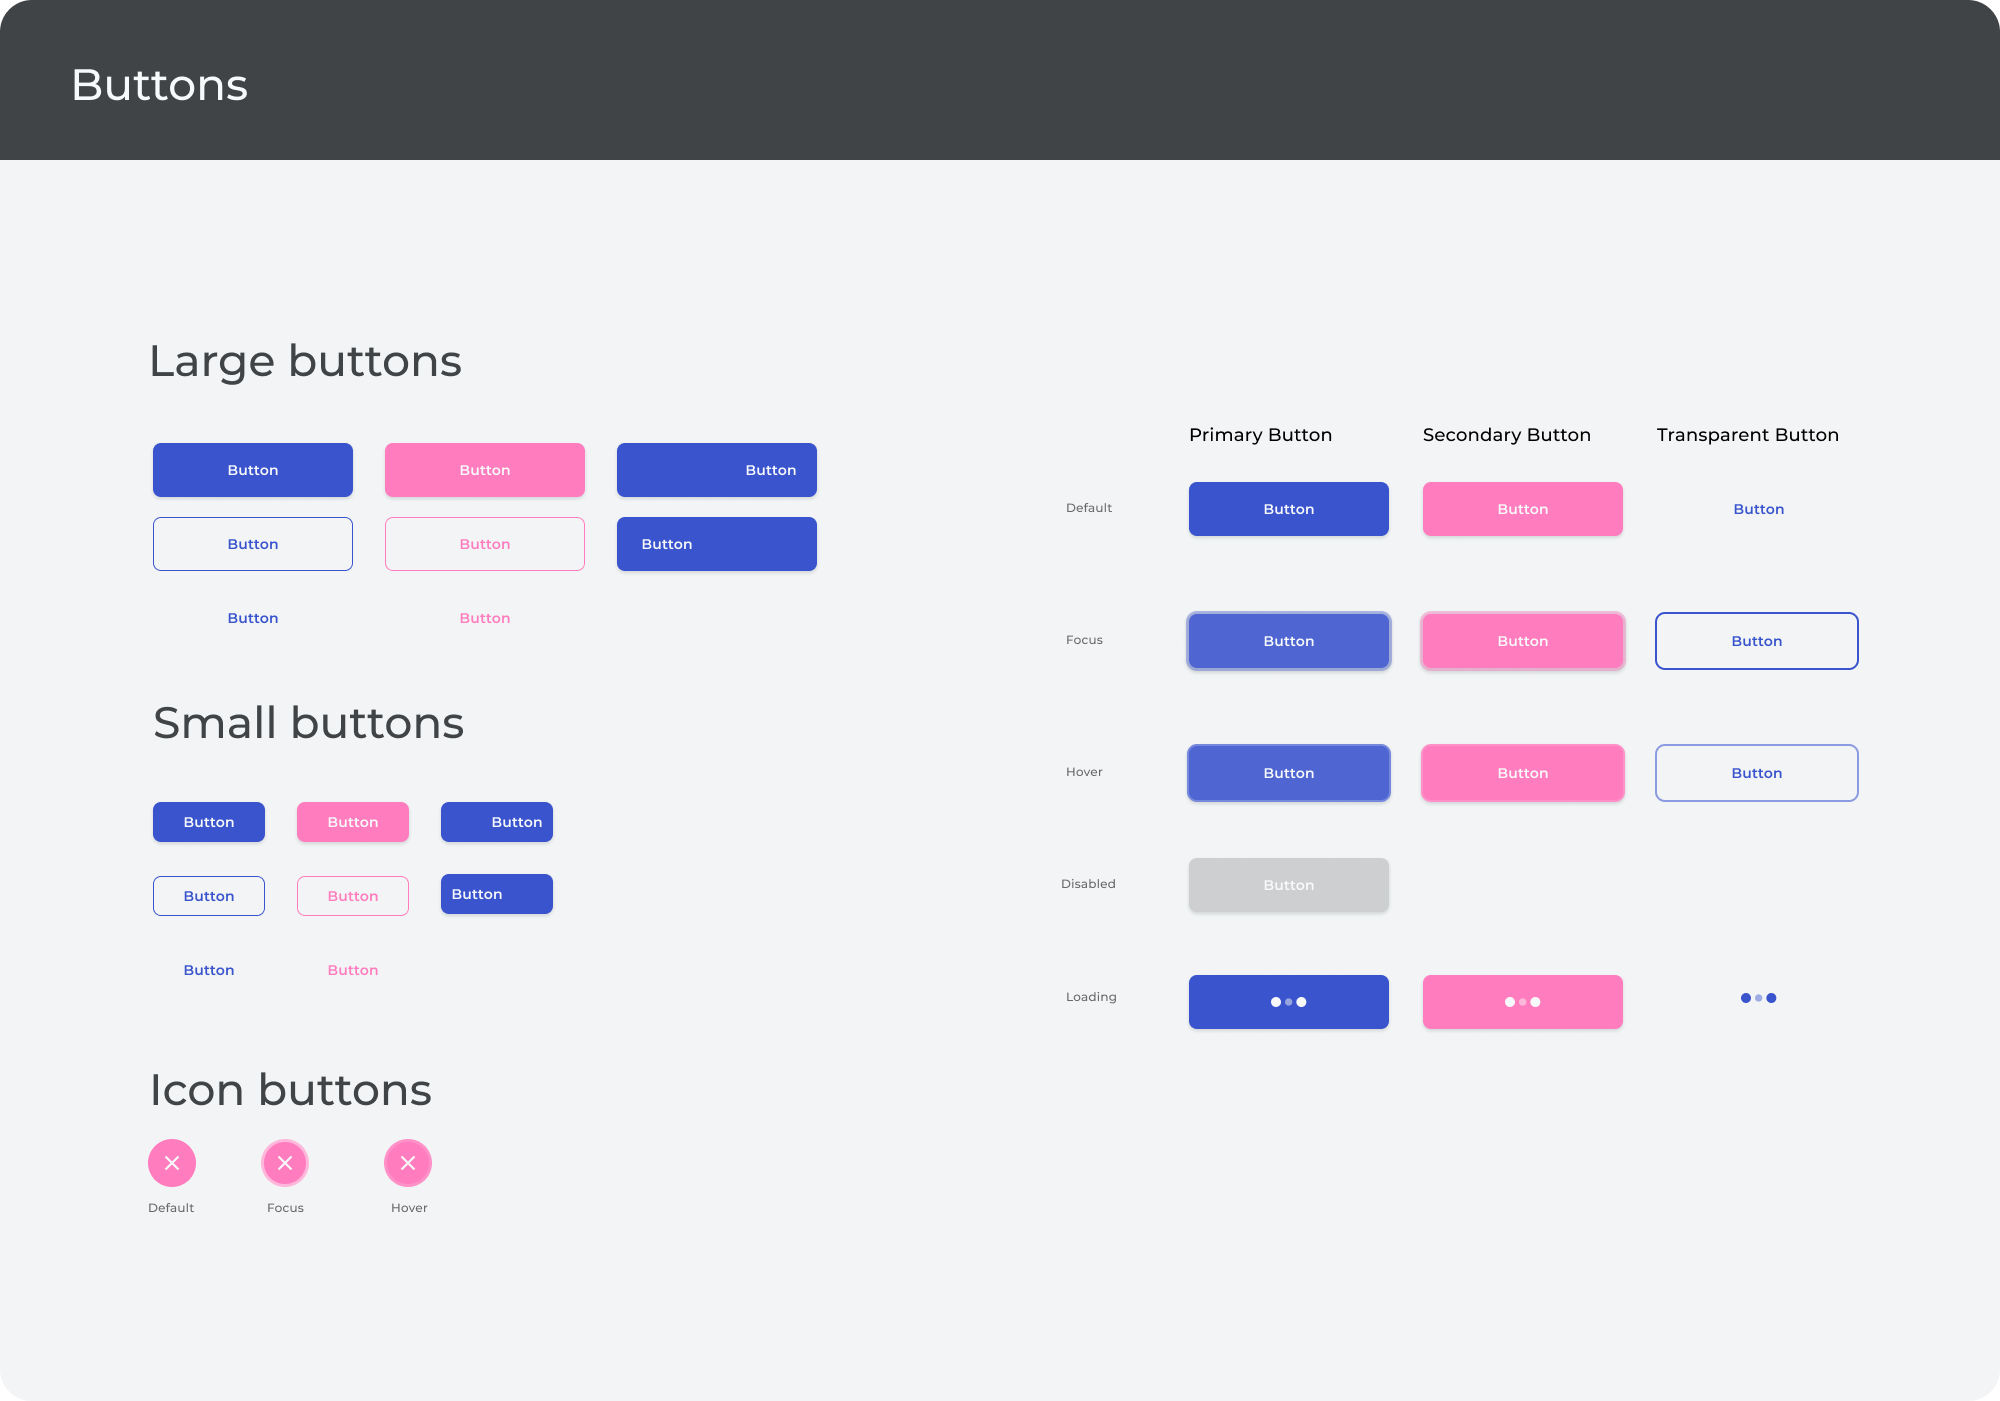 Buttons
Large buttons
Button Button Button
Button Button Button
Button Button
Small buttons
Button Button Button
Button Button Button
Button Button
Icon buttons
Default Focus Hover
Primary Button Secondary Button Transparent Button
Default Button Button Button
Focus Button Button Button
Hover Button Button Button
Disabled Button
Loading